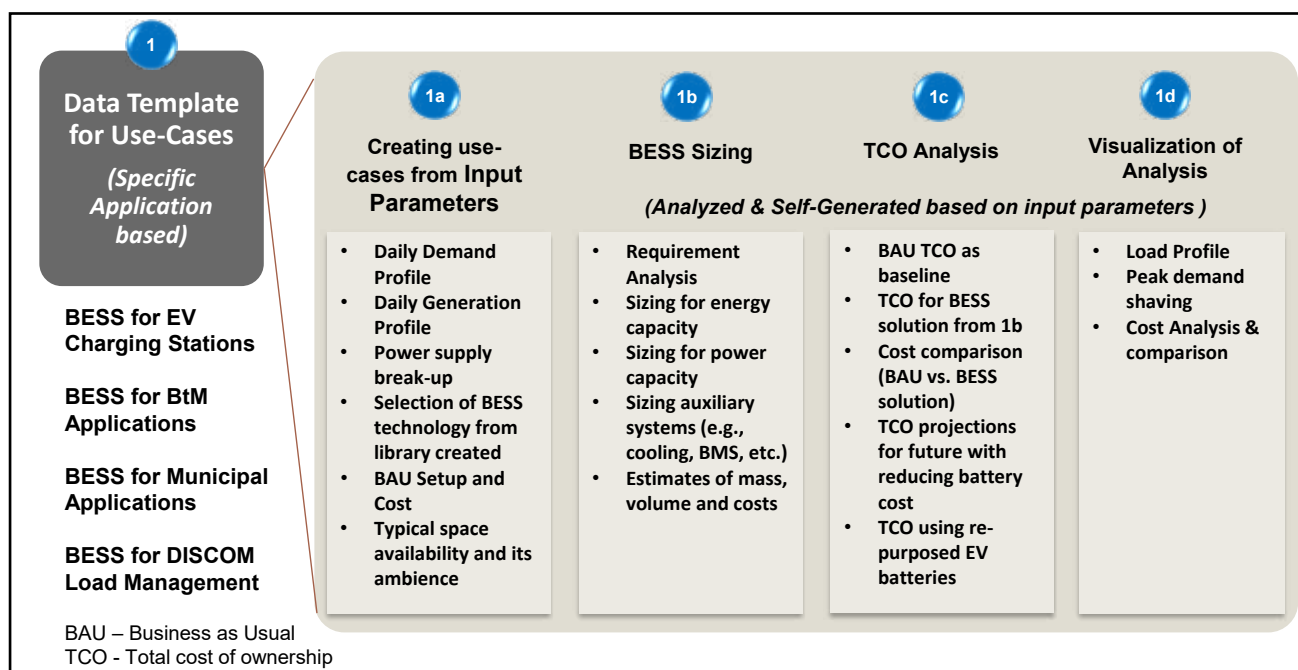 1
Data Template
for Use-Cases
(Specific
Application
based)
BESS for EV
Charging Stations
BESS for BtM
Applications
BESS for Municipal
Applications
BESS for DISCOM
Load Management
BAU – Business as Usual
TCO - Total cost of ownership
1a
Creating use-
cases from Input
Parameters
• Daily Demand
Profile
• Daily Generation
Profile
• Power supply
break-up
• Selection of BESS
technology from
library created
• BAU Setup and
Cost
• Typical space
availability and its
ambience
1b
BESS Sizing
1c
TCO Analysis
1d
Visualization of
Analysis
(Analyzed & Self-Generated based on input parameters )
• Requirement
Analysis
• Sizing for energy
capacity
• Sizing for power
capacity
• Sizing auxiliary
systems (e.g.,
cooling, BMS, etc.)
• Estimates of mass,
volume and costs
• BAU TCO as
baseline
• TCO for BESS
solution from 1b
• Cost comparison
(BAU vs. BESS
solution)
• TCO projections
for future with
reducing battery
cost
• TCO using re-
purposed EV
batteries
• Load Profile
• Peak demand
shaving
• Cost Analysis &
comparison